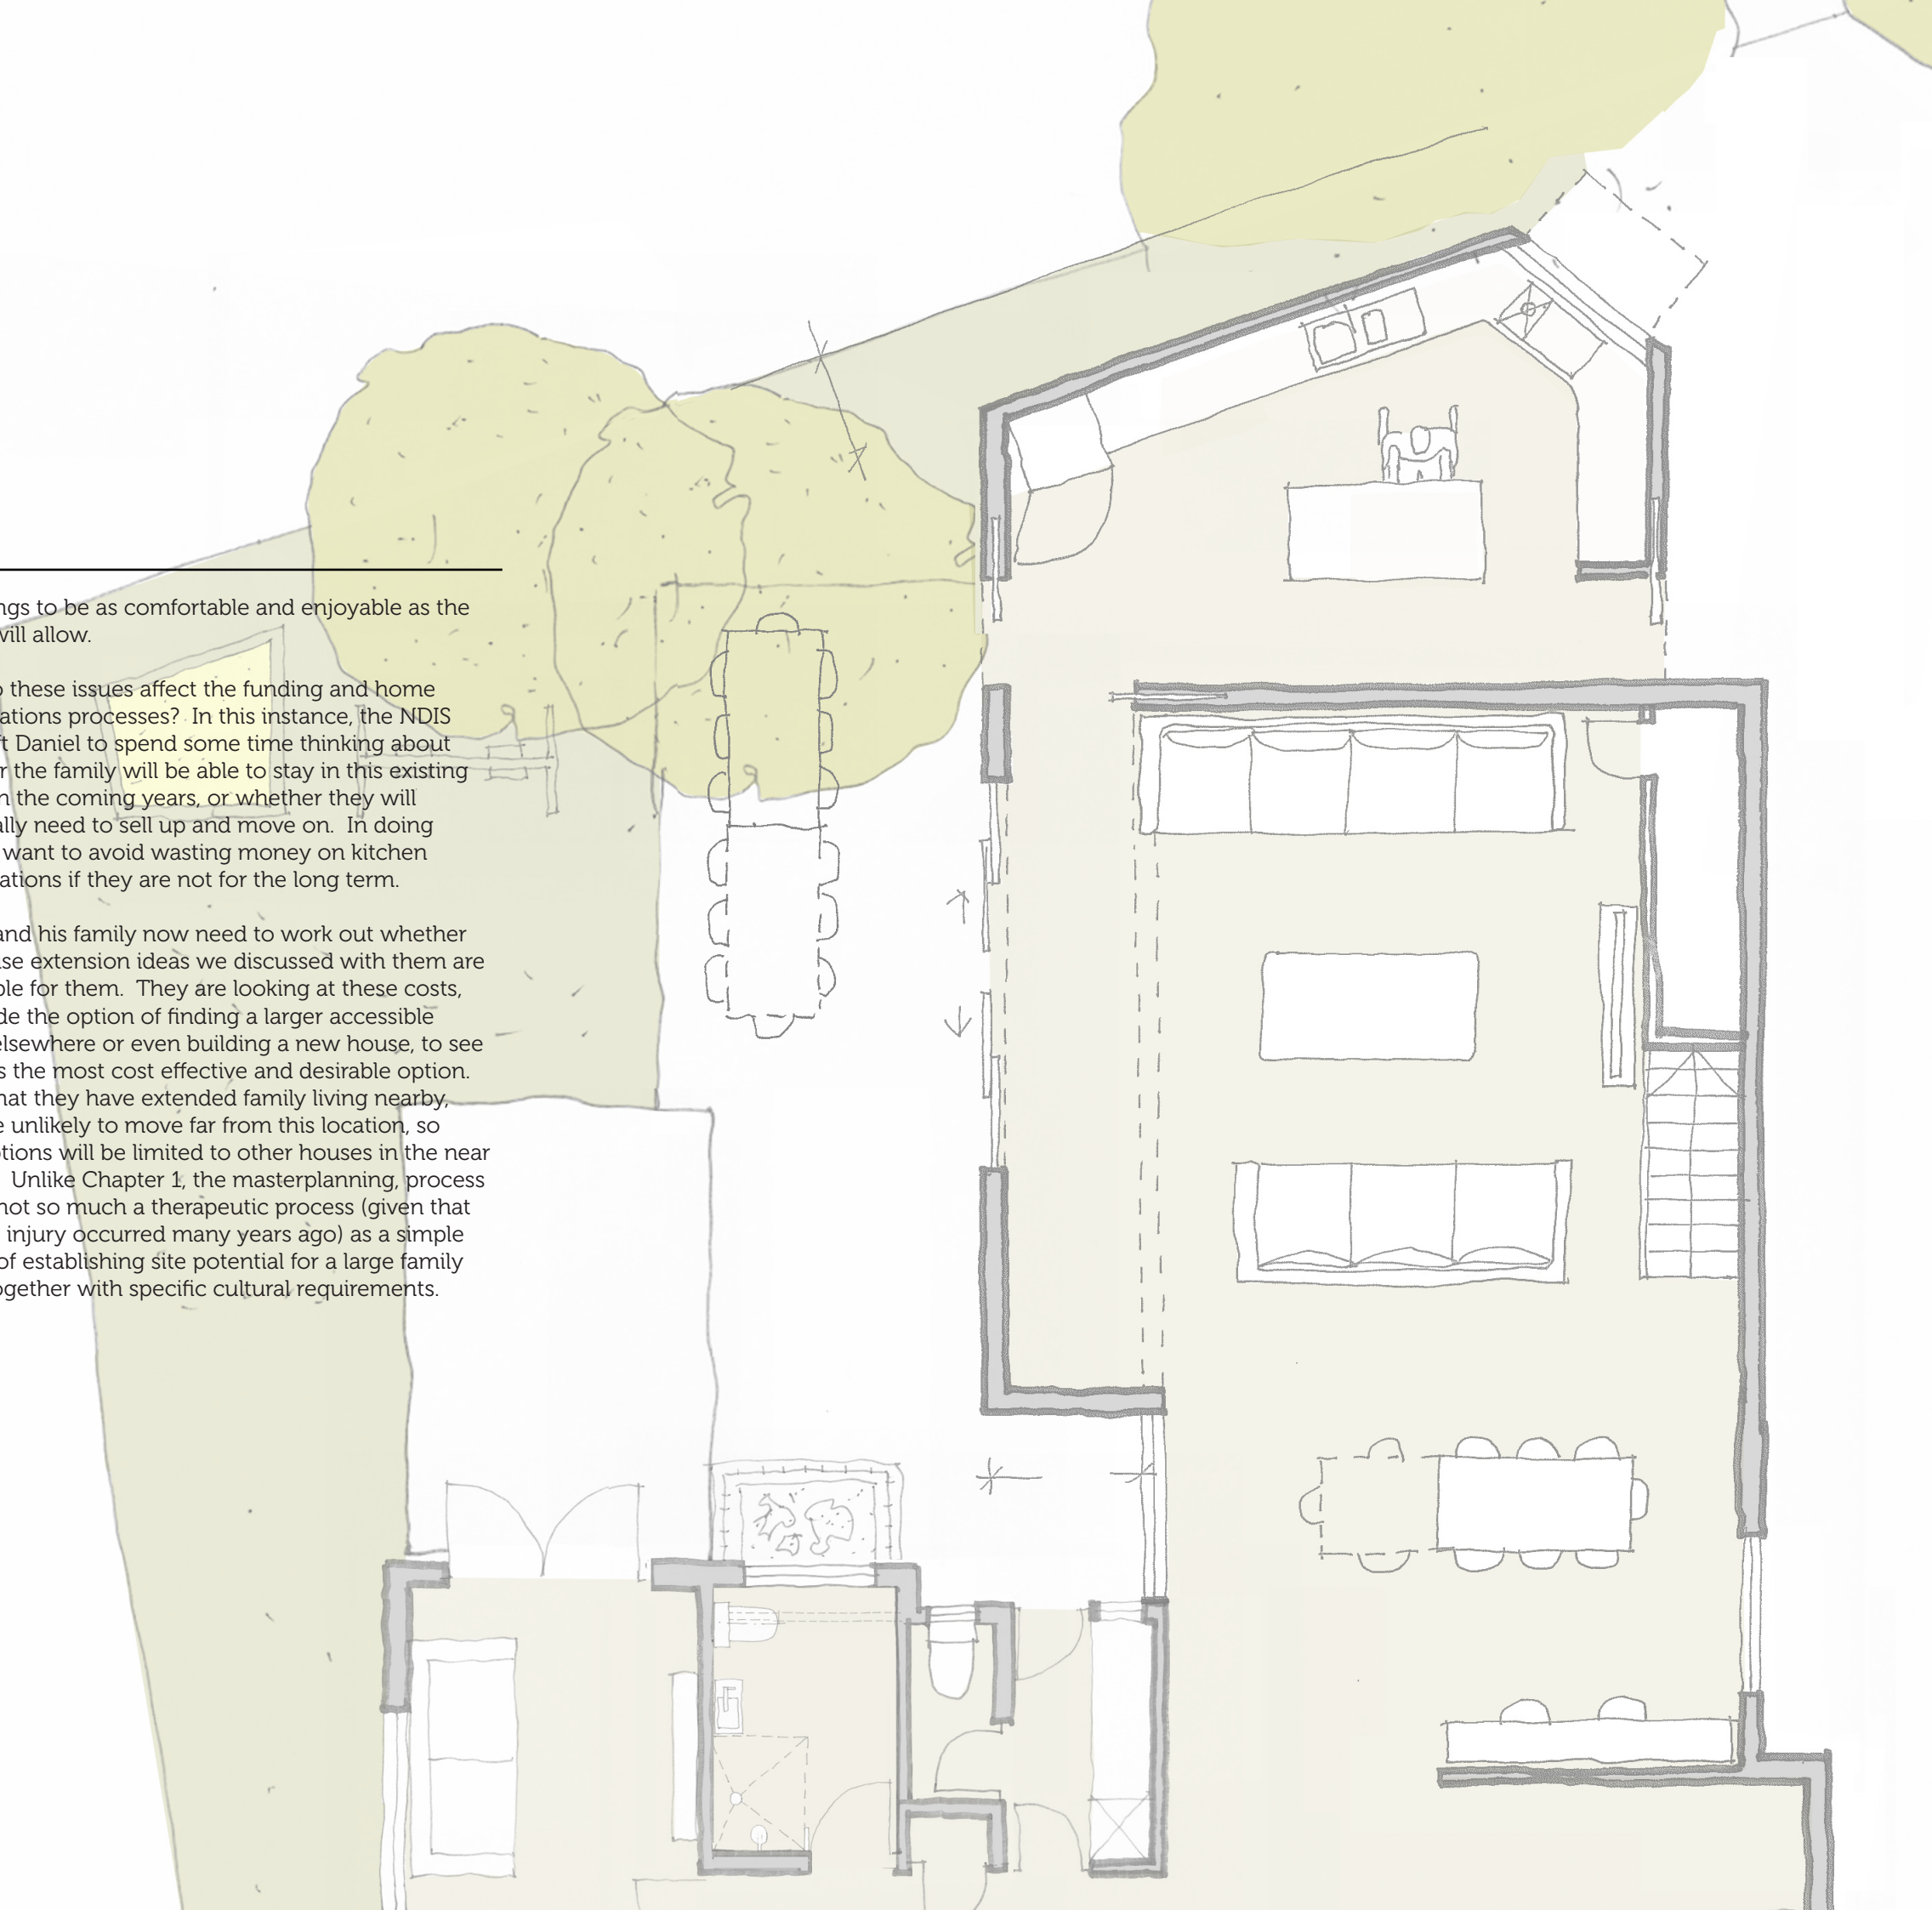 ngs to be as comfortable and enjoyable as the
will allow.
o these issues affect the funding and home
ations processes? In this instance, the NDIS
ft Daniel to spend some time thinking about
r the family will be able to stay in this existing
n the coming years, or whether they will
ally need to sell up and move on. In doing
want to avoid wasting money on kitchen
ations if they are not for the long term.
and his family now need to work out whether
use extension ideas we discussed with them are
ble for them. They are looking at these costs,
de the option of finding a larger accessible
elsewhere or even building a new house, to see
s the most cost effective and desirable option.
hat they have extended family living nearby,
e unlikely to move far from this location, so
ptions will be limited to other houses in the near
Unlike Chapter 1, the masterplanning, process
not so much a therapeutic process (given that
injury occurred many years ago) as a simple
of establishing site potential for a large family
ogether with specific cultural requirements.